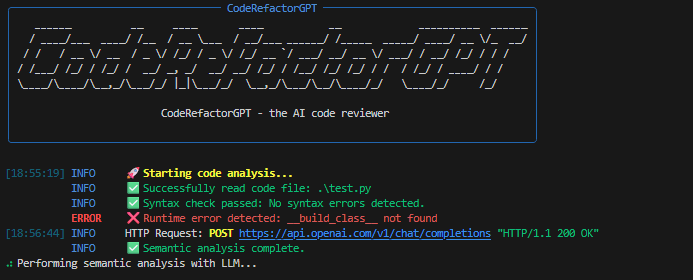 CodeRefactorGPT
CodeRefactorGPT
CodeRefactorGPT - the AI code reviewer
[18:55:19] INFO 🚀 Starting code analysis...
INFO ✅ Successfully read code file: .\test.py
INFO ✅ Syntax check passed: No syntax errors detected.
ERROR ❌ Runtime error detected: __build_class__ not found
[18:56:44] INFO HTTP Request: POST https://api.openai.com/v1/chat/completions "HTTP/1.1 200 OK"
INFO ✅ Semantic analysis complete.
⠴ Performing semantic analysis with LLM...